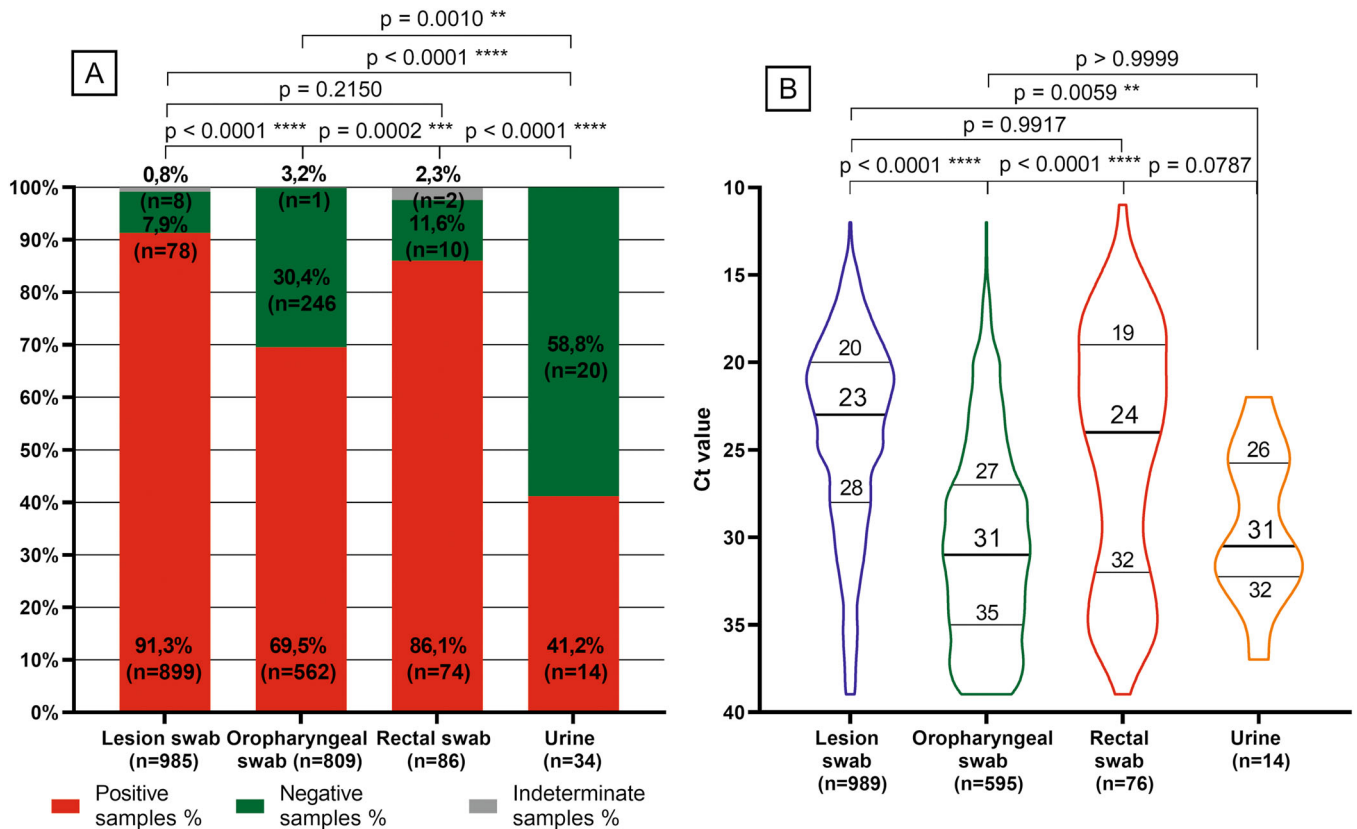 A
p = 0.0010 **
p < 0.0001 ****
p = 0.2150
p < 0.0001 **** p = 0.0002 *** p < 0.0001 ****
100%
90%
80%
70%
60%
50%
40%
30%
20%
10%
0%
0,8%
(n=8)
7,9%
(n=78)
91,3%
(n=899)
3,2%
(n=1)
30,4%
(n=246
69,5%
(n=562)
2,3%
(n=2)
11,6%
(n=10)
86,1%
(n=74)
58,8%
(n=20)
41,2%
(n=14)
Lesion swab
(n=985)
Oropharyngeal
swab (n=809)
Rectal swab
(n=86)
Urine
(n=34)
Positive
samples %
Negative
samples %
Indeterminate
samples %
B
p > 0.9999
p = 0.0059 **
p = 0.9917
p < 0.0001 **** p < 0.0001 **** p = 0.0787
Ct value
10
15
20
25
30
35
40
20
23
28
27
31
35
19
24
32
26
31
32
Lesion
swab
(n=989)
Oropharyngeal
swab
(n=595)
Rectal
swab
(n=76)
Urine
(n=14)